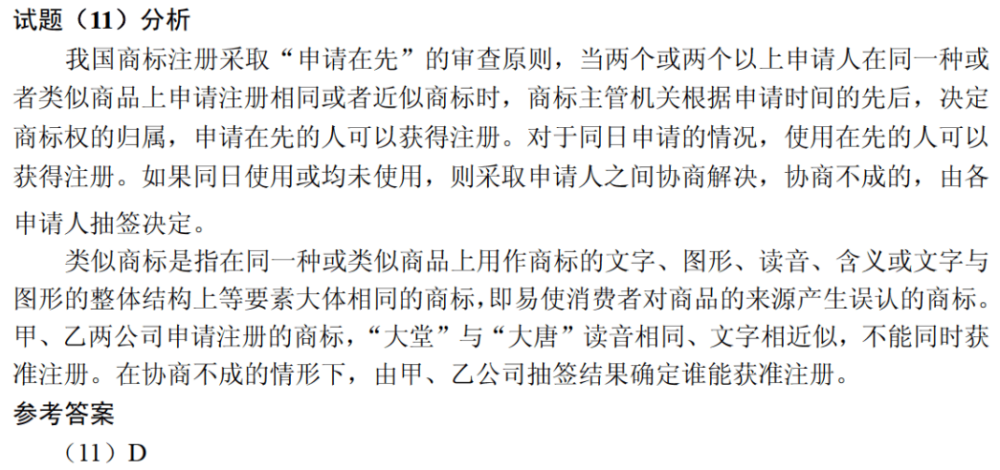 试题（11）分析
我国商标注册采取“申请在先”的审查原则，当两个或两个以上申请人在同一种或
者类似商品上申请注册相同或者近似商标时，商标主管机关根据申请时间的先后，决定
商标权的归属，申请在先的人可以获得注册。对于同日申请的情况，使用在先的人可以
获得注册。如果同日使用或均未使用，则采取申请人之间协商解决，协商不成的，由各
申请人抽签决定。
类似商标是指在同一种或类似商品上用作商标的文字、图形、读音、含义或文字与
图形的整体结构上等要素大体相同的商标，即易使消费者对商品的来源产生误认的商标。
甲、乙两公司申请注册的商标，“大堂”与“大唐”读音相同、文字相近似，不能同时获
准注册。在协商不成的情形下，由甲、乙公司抽签结果确定谁能获准注册。
参考答案
（11）D